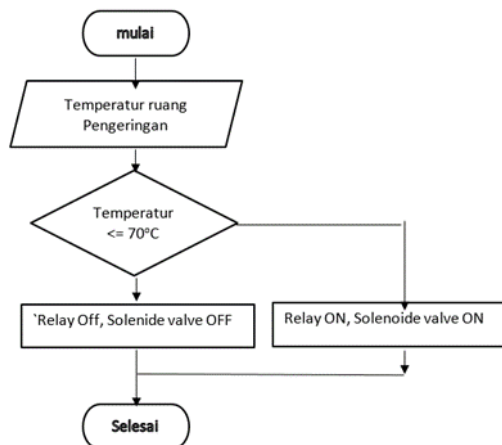 mulai
Temperatur ruang
Pengeringan
Temperatur
<= 70°C
`Relay Off, Solenide valve OFF
Relay ON, Solenoide valve ON
Selesai